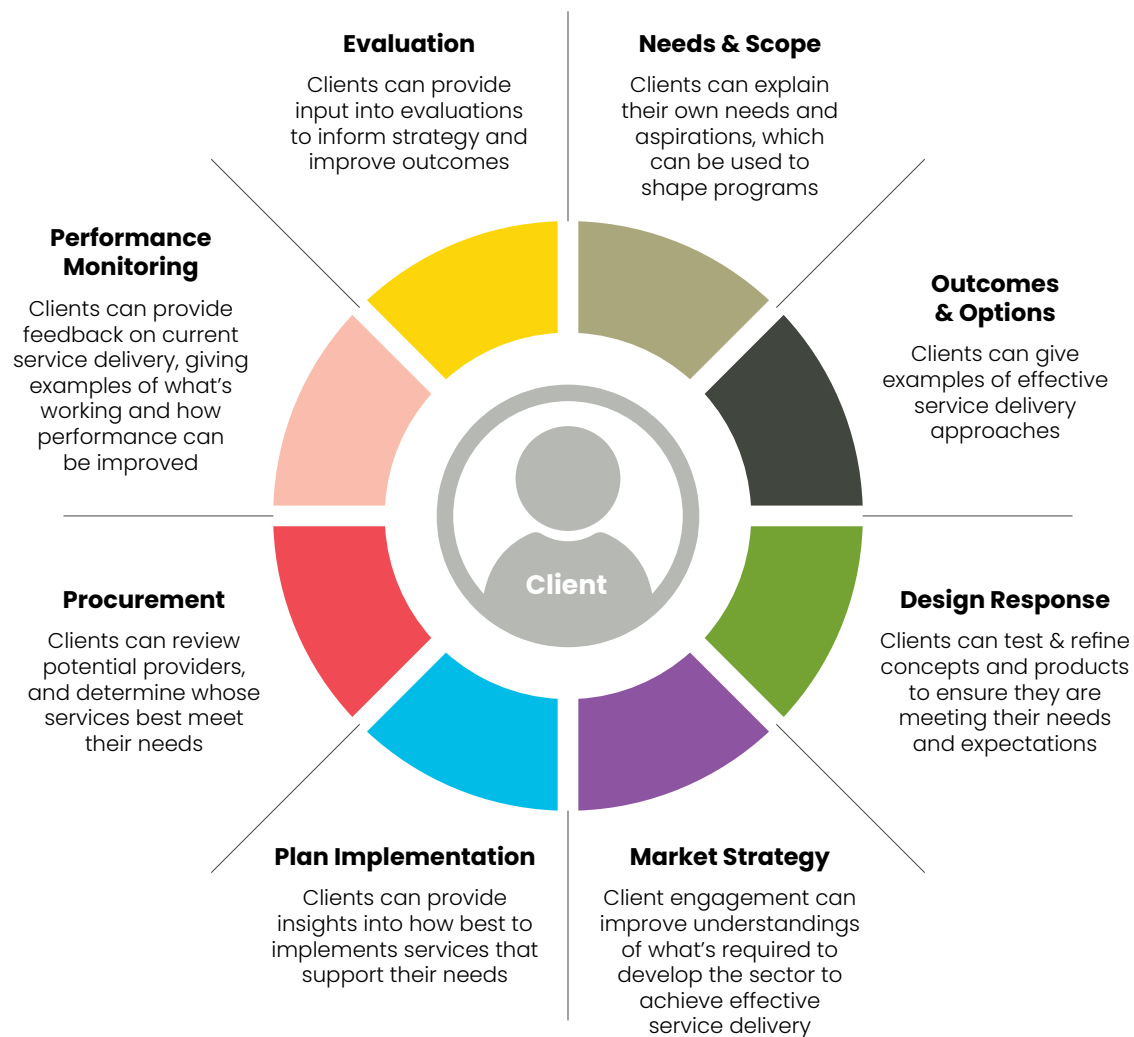 Evaluation
Clients can provide
input into evaluations
to inform strategy and
improve outcomes
Needs & Scope
Clients can explain
their own needs and
aspirations, which
can be used to
shape programs
Performance
Monitoring
Clients can provide
feedback on current
service delivery, giving
examples of what's
working and how
performance can
be improved
Outcomes
& Options
Clients can give
examples of effective
service delivery
approaches
Client
Procurement
Clients can review
potential providers,
and determine whose
services best meet
their needs
Design Response
Clients can test & refine
concepts and products
to ensure they are
meeting their needs
and expectations
Plan Implementation
Clients can provide
insights into how best to
implements services that
support their needs
Market Strategy
Client engagement can
improve understandings
of what's required to
develop the sector to
achieve effective
service delivery